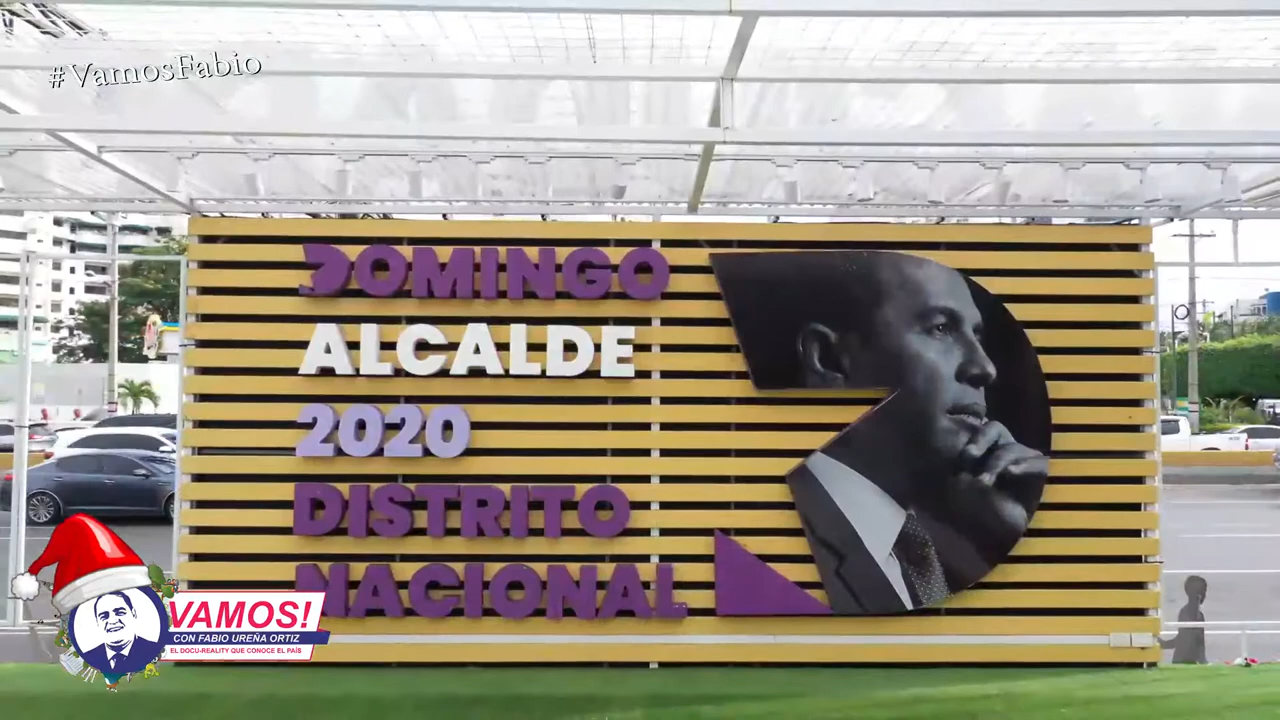 #VamosFabio
DOMINGO
ALCALDE
2020
DISTRITO
NACIONAL
VAMOS!
CON FABIO UREÑA ORTIZ
EL DOCU-REALITY QUE CONOCE EL PAÍS